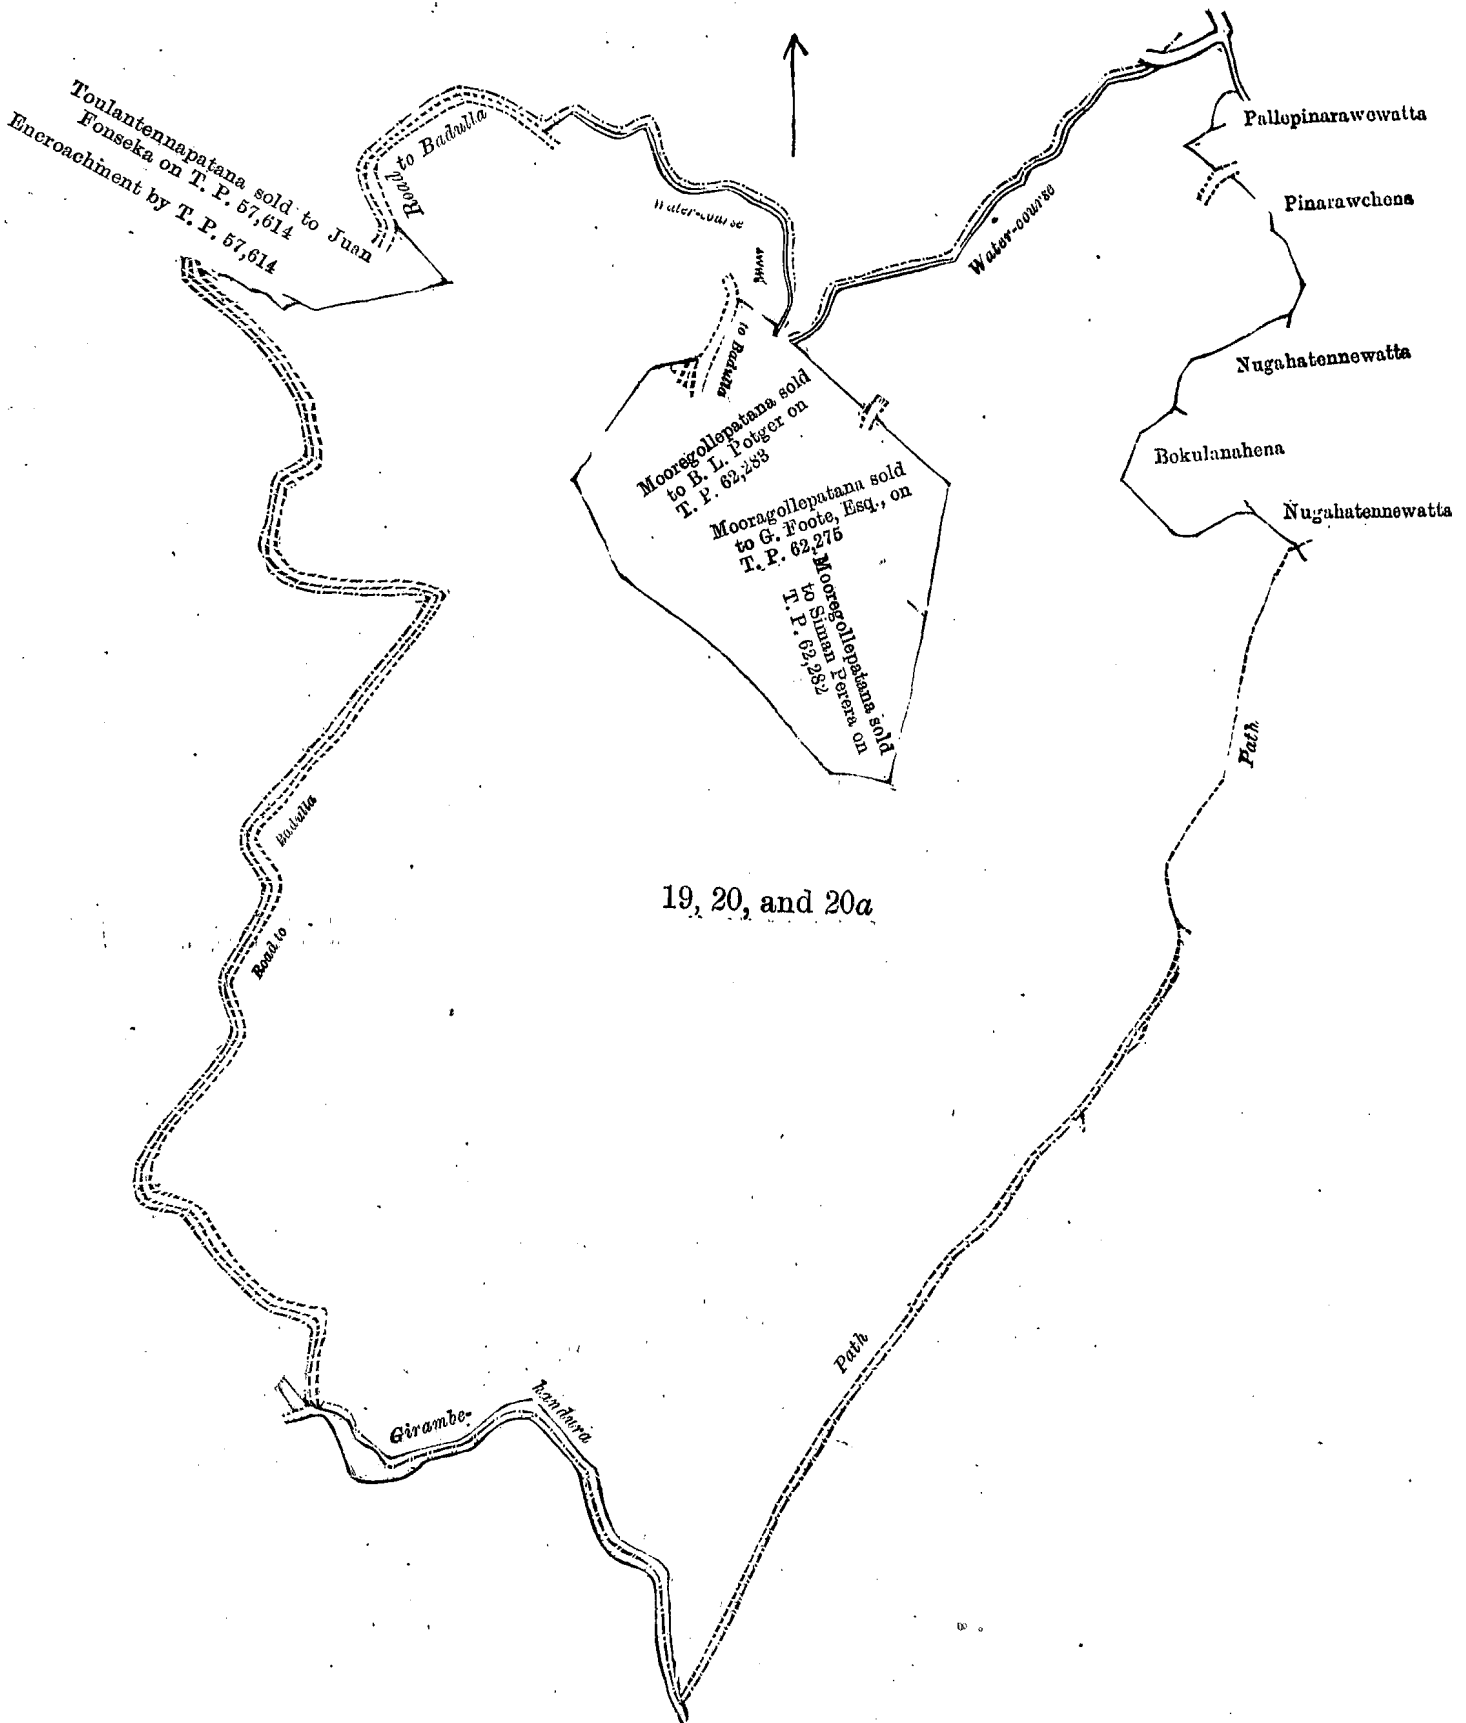 Toulantennapatana sold to Juan
Fonseka on T. P. 57,614
Encroachment by T. P. 57,614
Road to Badulla
Water-course
Water-course
Pallepinarawewatta
Pinarawchena
Nugahatennewatta
Bokulanahena
Nugahatennewatta
to Badulla
Mooregollepatana sold
to B. L. Potger on
T. P. 62,283
Mooragollepatana sold
to G. Foote, Esq., on
T. P. 62,275
Mooregollepatana sold
to Siman Perera on
T. P. 62,282
Path
Badulla
Road to
19, 20, and 20a
Path
Girambe-
handura